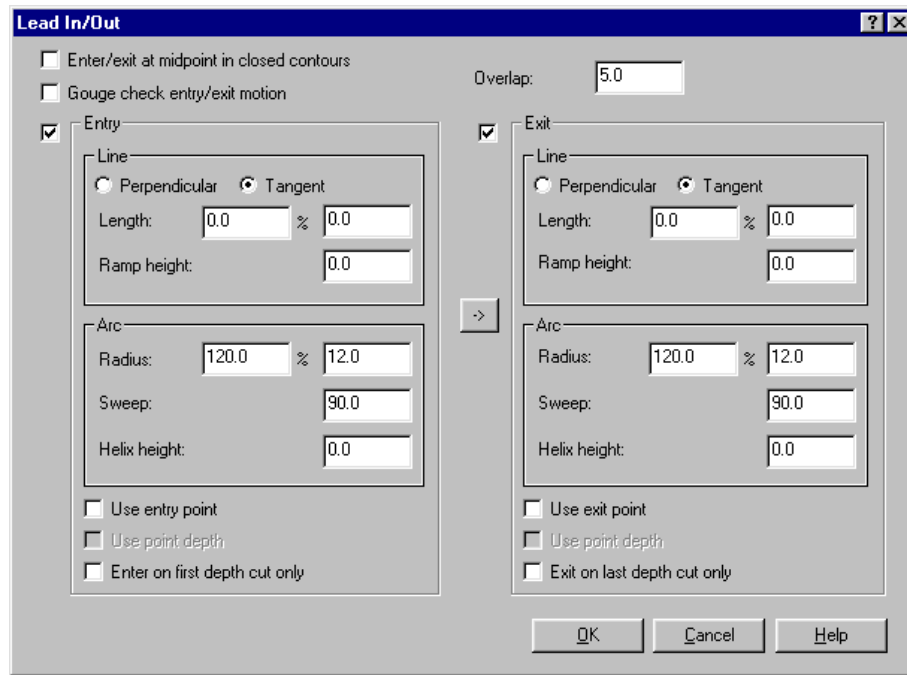 Lead In/Out
Enter/exit at midpoint in closed contours
Gouge check entry/exit motion
Overlap: 5.0
Entry
Line
Perpendicular Tangent
Length: 0.0 % 0.0
Ramp height: 0.0
Arc
Radius: 120.0 % 12.0
Sweep: 90.0
Helix height: 0.0
Use entry point
Use point depth
Enter on first depth cut only
->
Exit
Line
Perpendicular Tangent
Length: 0.0 % 0.0
Ramp height: 0.0
Arc
Radius: 120.0 % 12.0
Sweep: 90.0
Helix height: 0.0
Use exit point
Use point depth
Exit on last depth cut only
OK Cancel Help